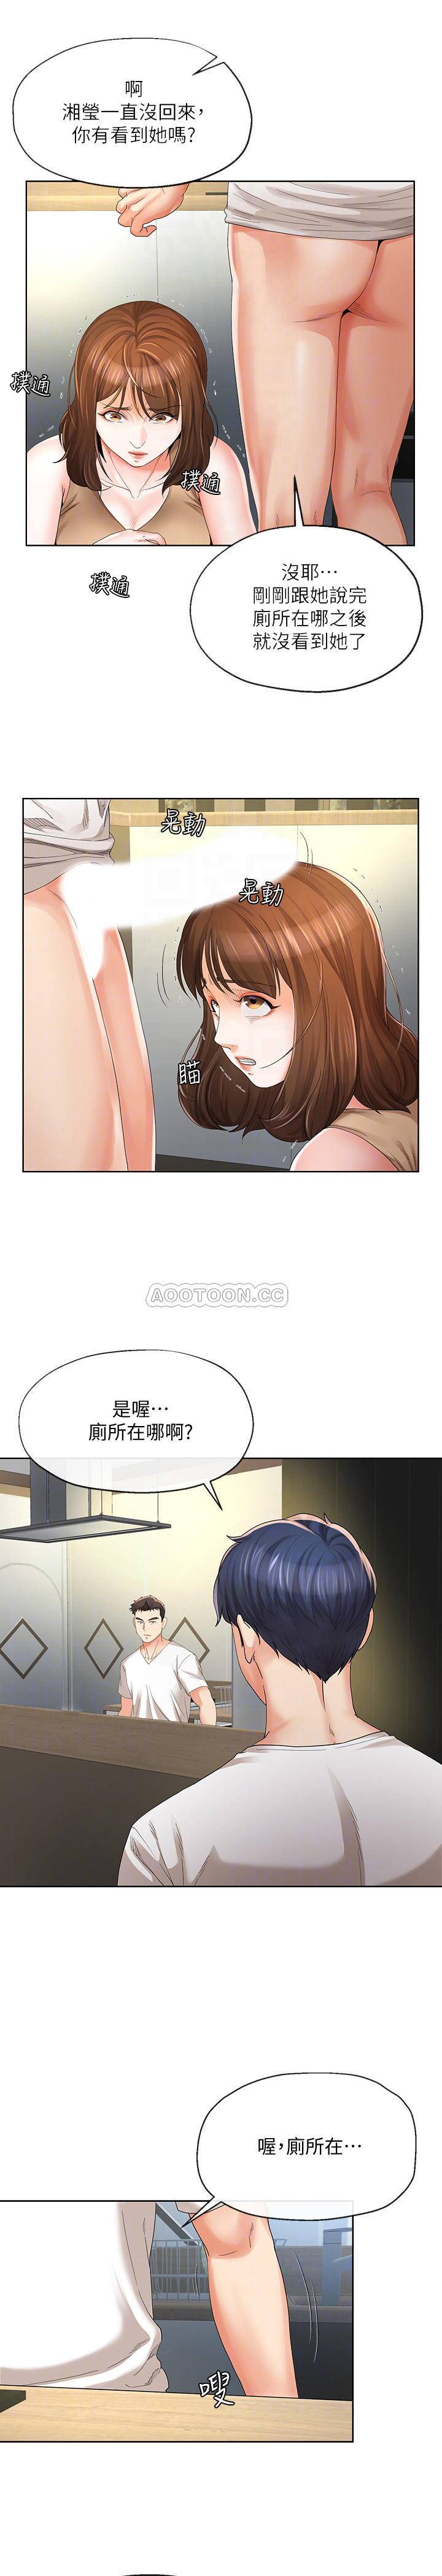 啊
湘瑩一直沒回來,
你有看到她嗎?
撲通
撲通
撲通
沒耶…
剛剛跟她說完
廁所在哪之後
就沒看到她了
晃動
晃動
瞄
AOOTOON.CC
是喔…
廁所在哪啊?
喔,廁所在…
嗖